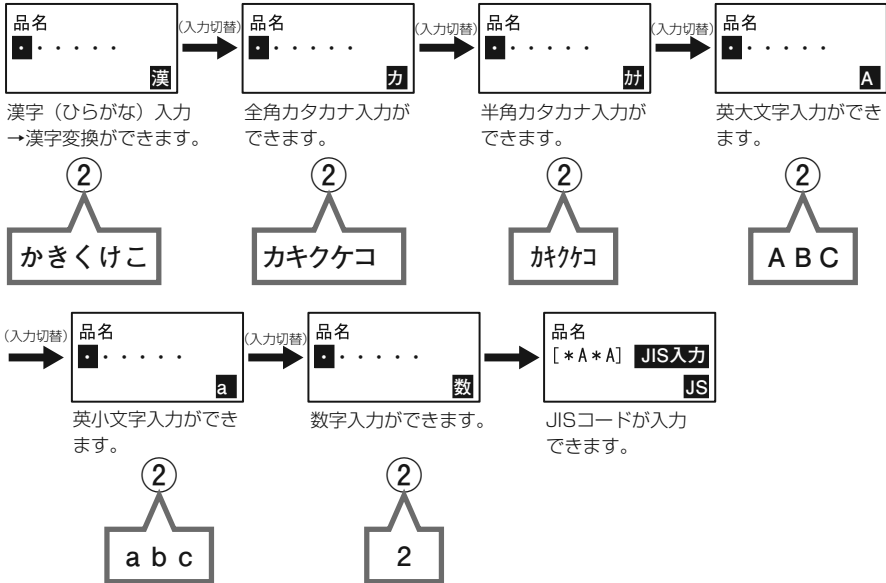 品名
・・・・・・
漢
漢字（ひらがな）入力
→漢字変換ができます。
②
かきくけこ
(入力切替)
品名
・・・・・・
カ
全角カタカナ入力が
できます。
②
カキクケコ
(入力切替)
品名
・・・・・・
ｶﾅ
半角カタカナ入力が
できます。
②
ｶｷｸｹｺ
(入力切替)
品名
・・・・・・
A
英大文字入力ができ
ます。
②
A B C
(入力切替)
品名
・・・・・・
a
英小文字入力ができ
ます。
②
a b c
(入力切替)
品名
・・・・・・
数
数字入力ができます。
②
2
品名
[＊A＊A] JIS入力
JS
JISコードが入力
できます。